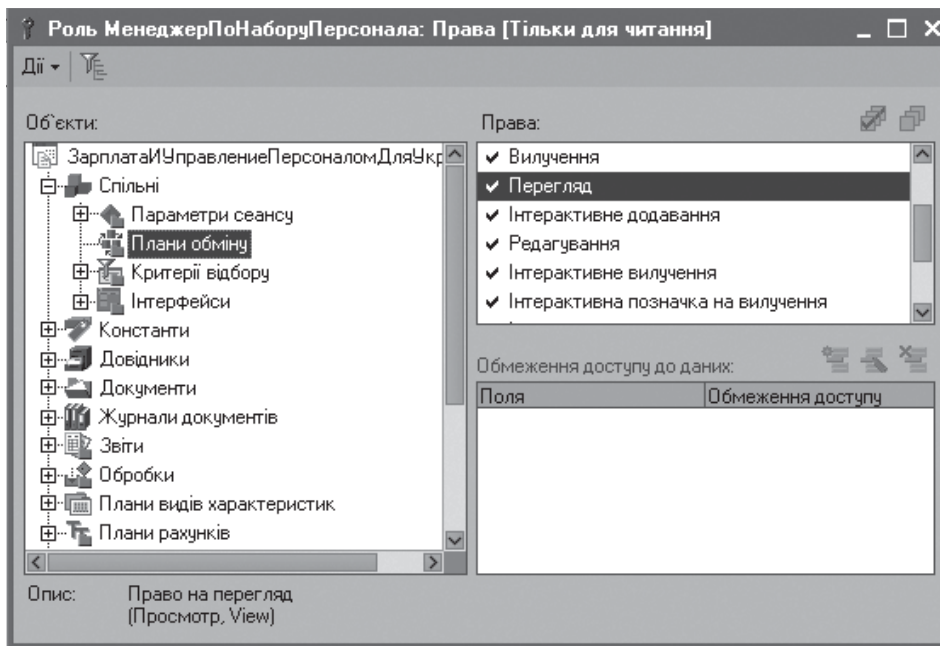 Роль МенеджерПоНаборуПерсонала: Права [Тільки для читання]
Дії
Об`єкти:
ЗарплатаИУправлениеПерсоналомДляУкр
Спільні
Параметри сеансу
Плани обміну
Критерії відбору
Інтерфейси
Константи
Довідники
Документи
Журнали документів
Звіти
Обробки
Плани видів характеристик
Плани рахунків
Права:
Вилучення
Перегляд
Інтерактивне додавання
Редагування
Інтерактивне вилучення
Інтерактивна позначка на вилучення
Обмеження доступу до даних:
Поля Обмеження доступу
Опис: Право на перегляд
(Просмотр, View)